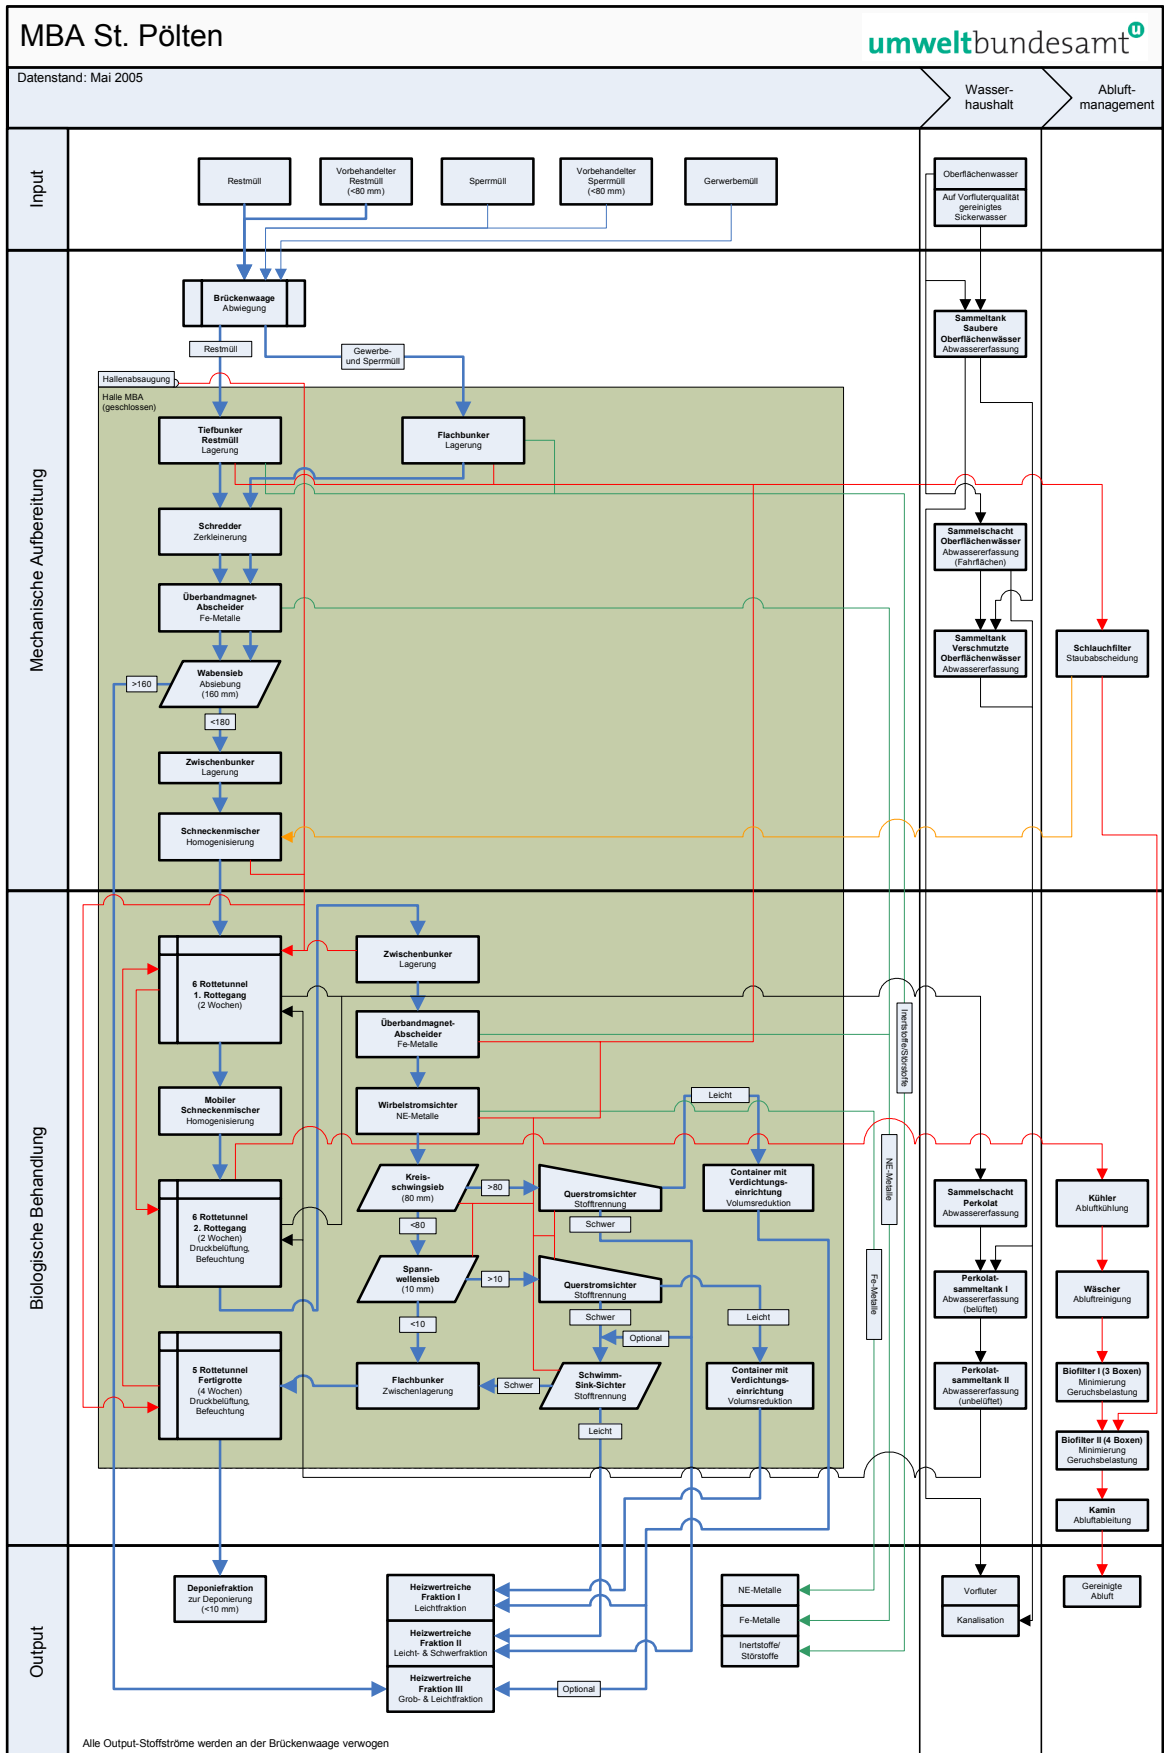 MBA St. Pölten
umweltbundesamt
Datenstand: Mai 2005
Wasser-
haushalt
Abluft-
management
Input
Restmüll
Vorbehandelter
Restmüll
(<80 mm)
Sperrmüll
Vorbehandelter
Sperrmüll
(<80 mm)
Gerwerbemüll
Oberflächenwasser
Auf Vorfluterqualität
gereinigtes
Sickerwasser
Mechanische Aufbereitung
Brückenwaage
Abwiegung
Restmüll
Gewerbe-
und Sperrmüll
Sammeltank
Saubere
Oberflächenwässer
Abwassererfassung
Hallenabsaugung
Halle MBA
(geschlossen)
Tiefbunker
Restmüll
Lagerung
Flachbunker
Lagerung
Schredder
Zerkleinerung
Sammelschacht
Oberflächenwässer
Abwassererfassung
(Fahrflächen)
Überbandmagnet-
Abscheider
Fe-Metalle
Sammeltank
Verschmutzte
Oberflächenwässer
Abwassererfassung
Schlauchfilter
Staubabscheidung
Wabensieb
Absiebung
(160 mm)
>160
<180
Zwischenbunker
Lagerung
Schneckenmischer
Homogenisierung
Biologische Behandlung
6 Rottetunnel
1. Rottegang
(2 Wochen)
Zwischenbunker
Lagerung
Überbandmagnet-
Abscheider
Fe-Metalle
Inertstoffe/Störstoffe
Mobiler
Schneckenmischer
Homogenisierung
Wirbelstromsichter
NE-Metalle
Leicht
NE-Metalle
Kreis-
schwingsieb
(80 mm)
>80
Querstromsichter
Stofftrennung
Container mit
Verdichtungs-
einrichtung
Volumsreduktion
Sammelschacht
Perkolat
Abwassererfassung
Kühler
Abluftkühlung
6 Rottetunnel
2. Rottegang
(2 Wochen)
Druckbelüftung,
Befeuchtung
<80
Schwer
Spann-
wellensieb
(10 mm)
>10
Querstromsichter
Stofftrennung
Fe-Metalle
Perkolat-
sammeltank I
Abwassererfassung
(belüftet)
Wäscher
Abluftreinigung
<10
Schwer
Leicht
Optional
5 Rottetunnel
Fertigrotte
(4 Wochen)
Druckbelüftung,
Befeuchtung
Flachbunker
Zwischenlagerung
Schwer
Schwimm-
Sink-Sichter
Stofftrennung
Container mit
Verdichtungs-
einrichtung
Volumsreduktion
Perkolat-
sammeltank II
Abwassererfassung
(unbelüftet)
Biofilter I (3 Boxen)
Minimierung
Geruchsbelastung
Leicht
Biofilter II (4 Boxen)
Minimierung
Geruchsbelastung
Kamin
Abluftableitung
Output
Deponiefraktion
zur Deponierung
(<10 mm)
Heizwertreiche
Fraktion I
Leichtfraktion
Heizwertreiche
Fraktion II
Leicht- & Schwerfraktion
Heizwertreiche
Fraktion III
Grob- & Leichtfraktion
Optional
NE-Metalle
Fe-Metalle
Inertstoffe/
Störstoffe
Vorfluter
Kanalisation
Gereinigte
Abluft
Alle Output-Stoffströme werden an der Brückenwaage verwogen